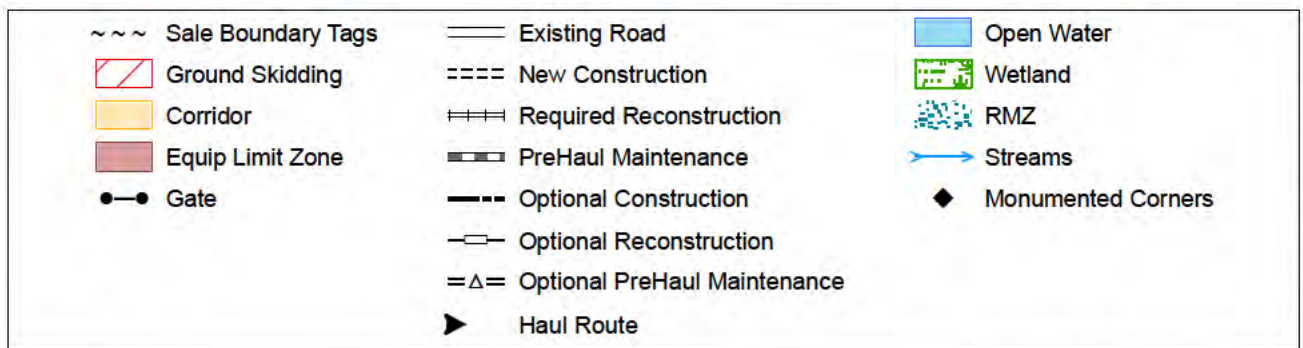 Sale Boundary Tags
Ground Skidding
Corridor
Equip Limit Zone
Gate
Existing Road
New Construction
Required Reconstruction
PreHaul Maintenance
Optional Construction
Optional Reconstruction
Optional PreHaul Maintenance
Haul Route
Open Water
Wetland
RMZ
Streams
Monumented Corners